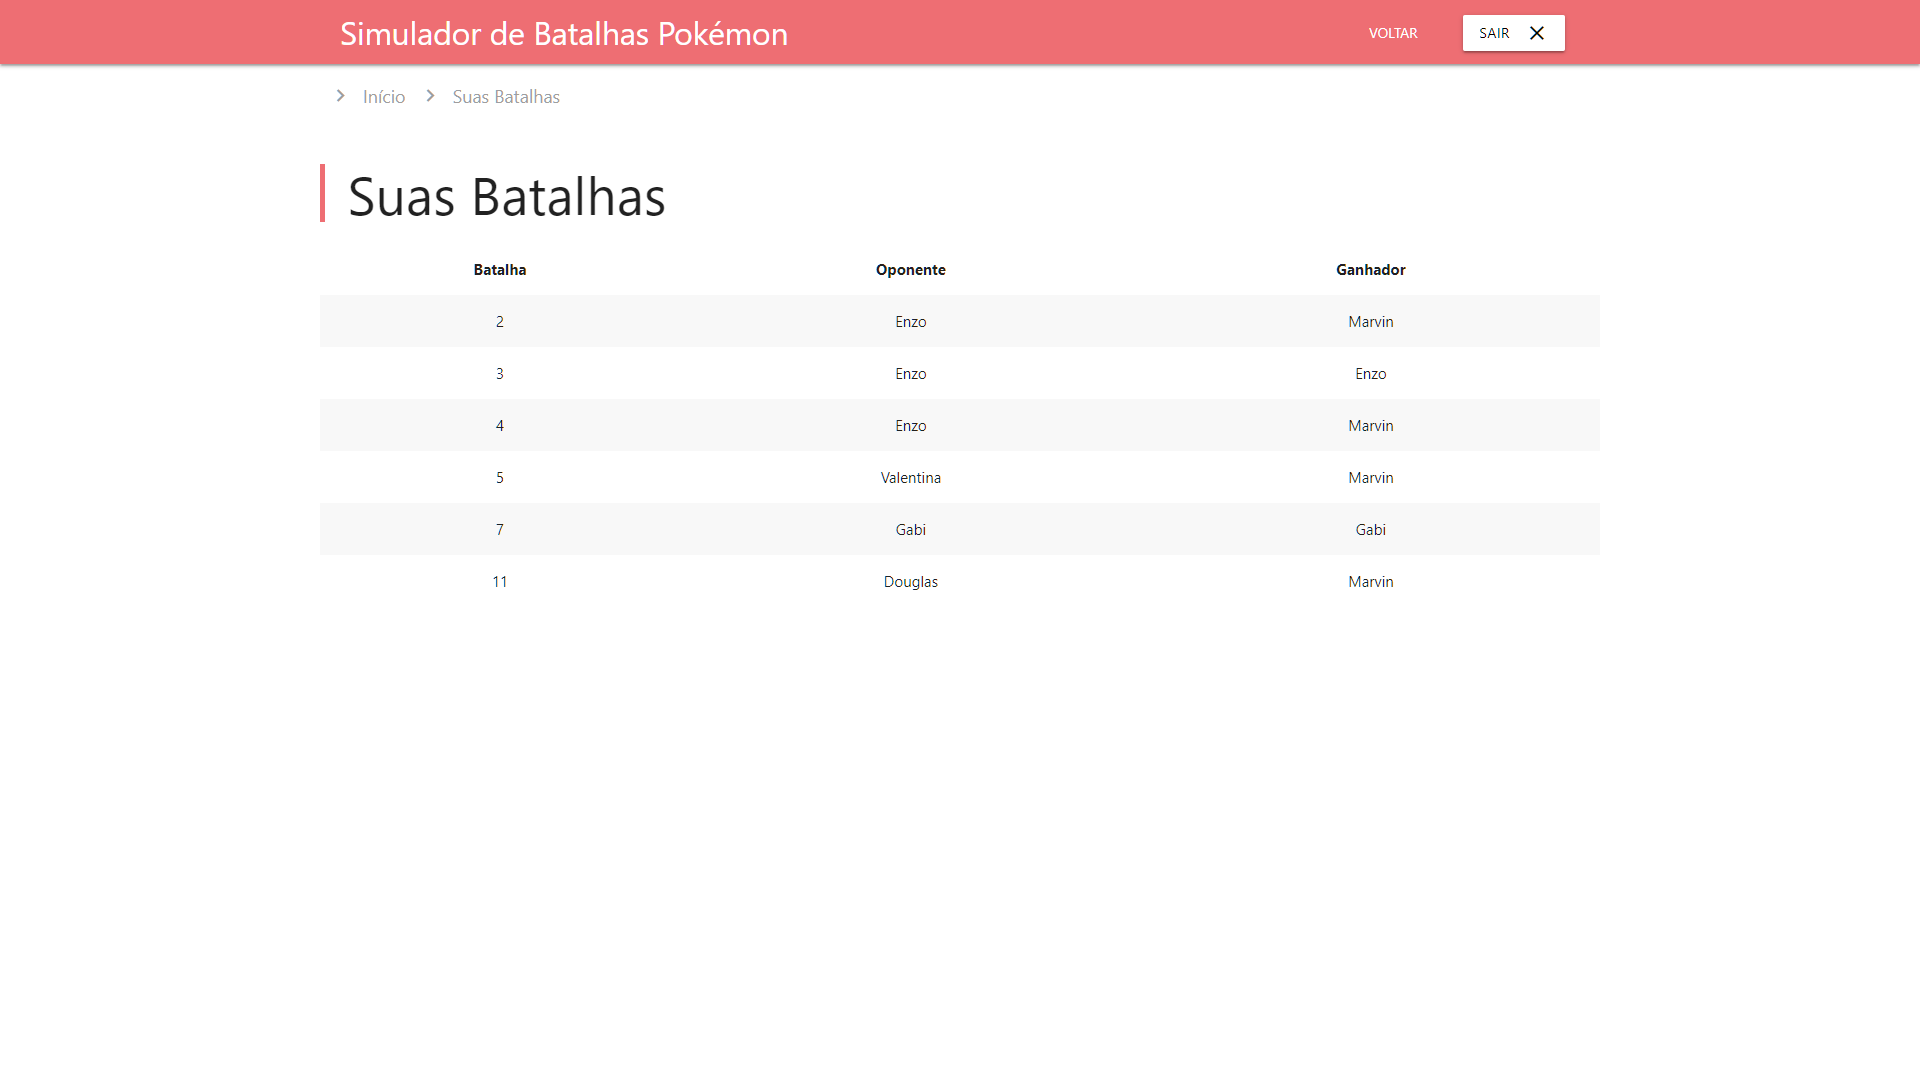 Simulador de Batalhas Pokémon VOLTAR SAIR
Início Suas Batalhas
Suas Batalhas
Batalha Oponente Ganhador
2 Enzo Marvin
3 Enzo Enzo
4 Enzo Marvin
5 Valentina Marvin
7 Gabi Gabi
11 Douglas Marvin